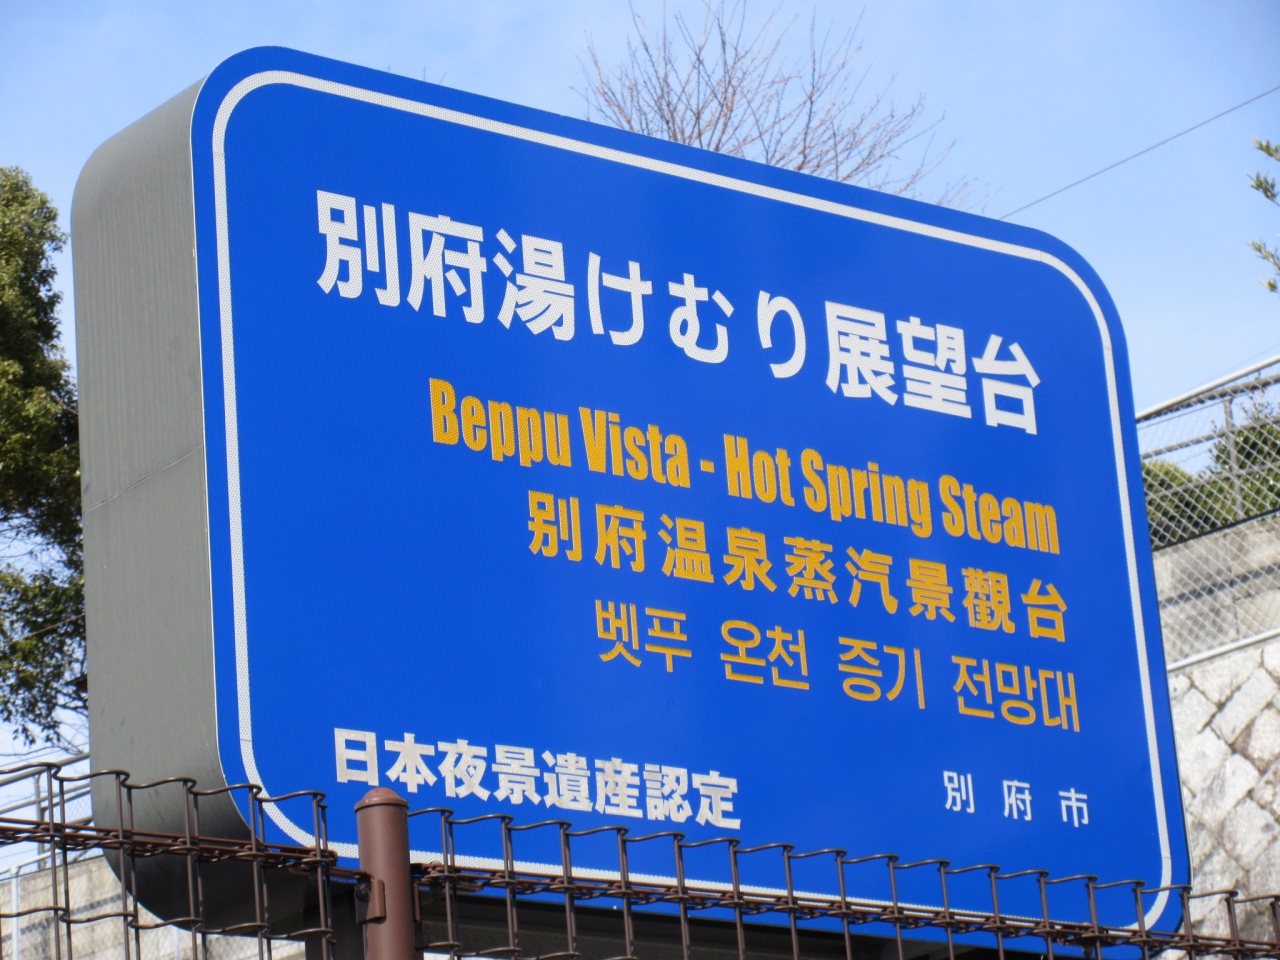 別府湯けむり展望台
Beppu Vista - Hot Spring Steam
別府温泉蒸汽景觀台
벳푸 온천 증기 전망대
日本夜景遺産認定
別府市